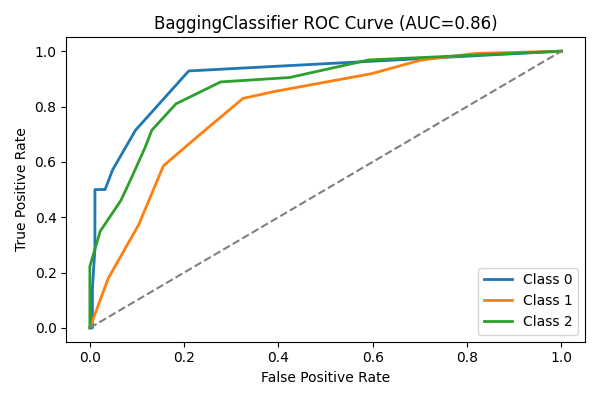 BaggingClassifier ROC Curve (AUC=0.86)
True Positive Rate
1.0
0.8
0.6
0.4
0.2
0.0
Class 0
Class 1
Class 2
0.0 0.2 0.4 0.6 0.8 1.0
False Positive Rate